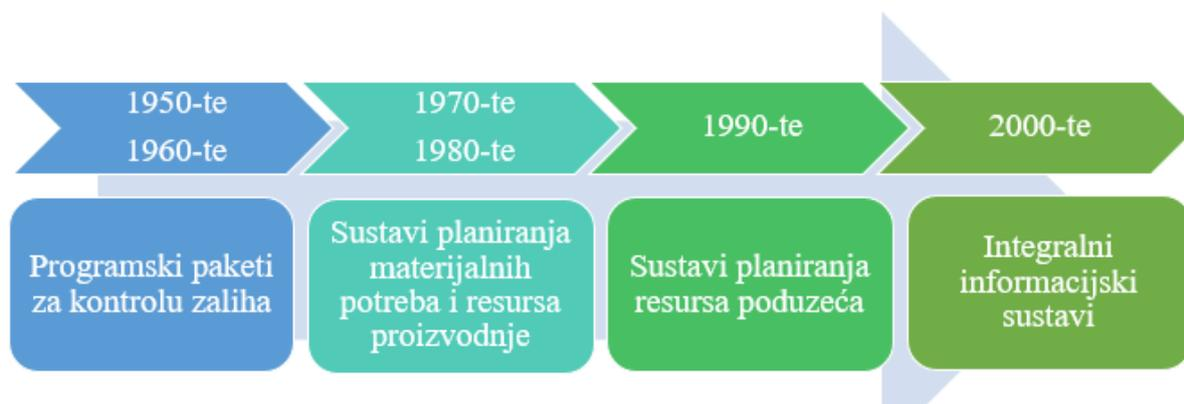 1950-te
1960-te
1970-te
1980-te
1990-te
2000-te
Programski paketi
za kontrolu zaliha
Sustavi planiranja
materijalnih
potreba i resursa
proizvodnje
Sustavi planiranja
resursa poduzeća
Integralni
informacijski
sustavi